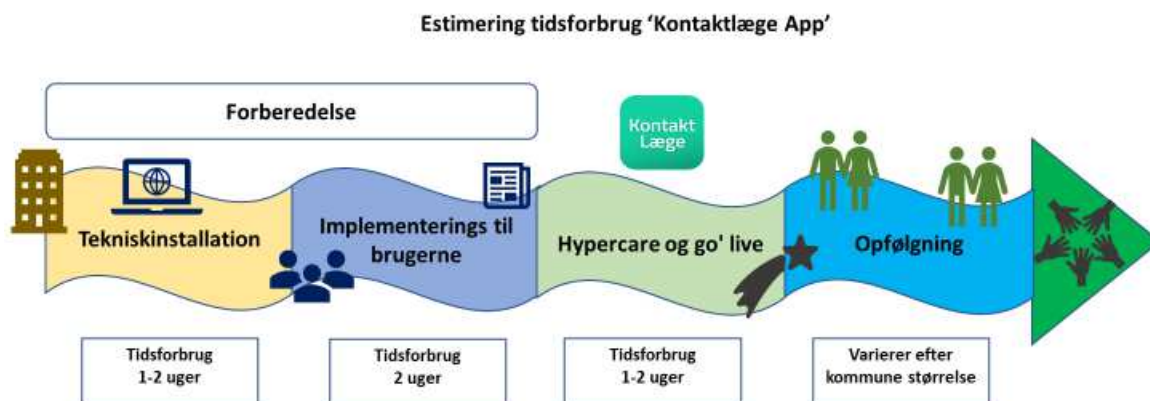 Estimering tidsforbrug ‘Kontaktlæge App’
Forberedelse
Kontakt
Læge
Tekniskinstallation
Implementerings til
brugerne
Hypercare og go' live
Opfølgning
Tidsforbrug
1-2 uger
Tidsforbrug
2 uger
Tidsforbrug
1-2 uger
Varierer efter
kommune størrelse